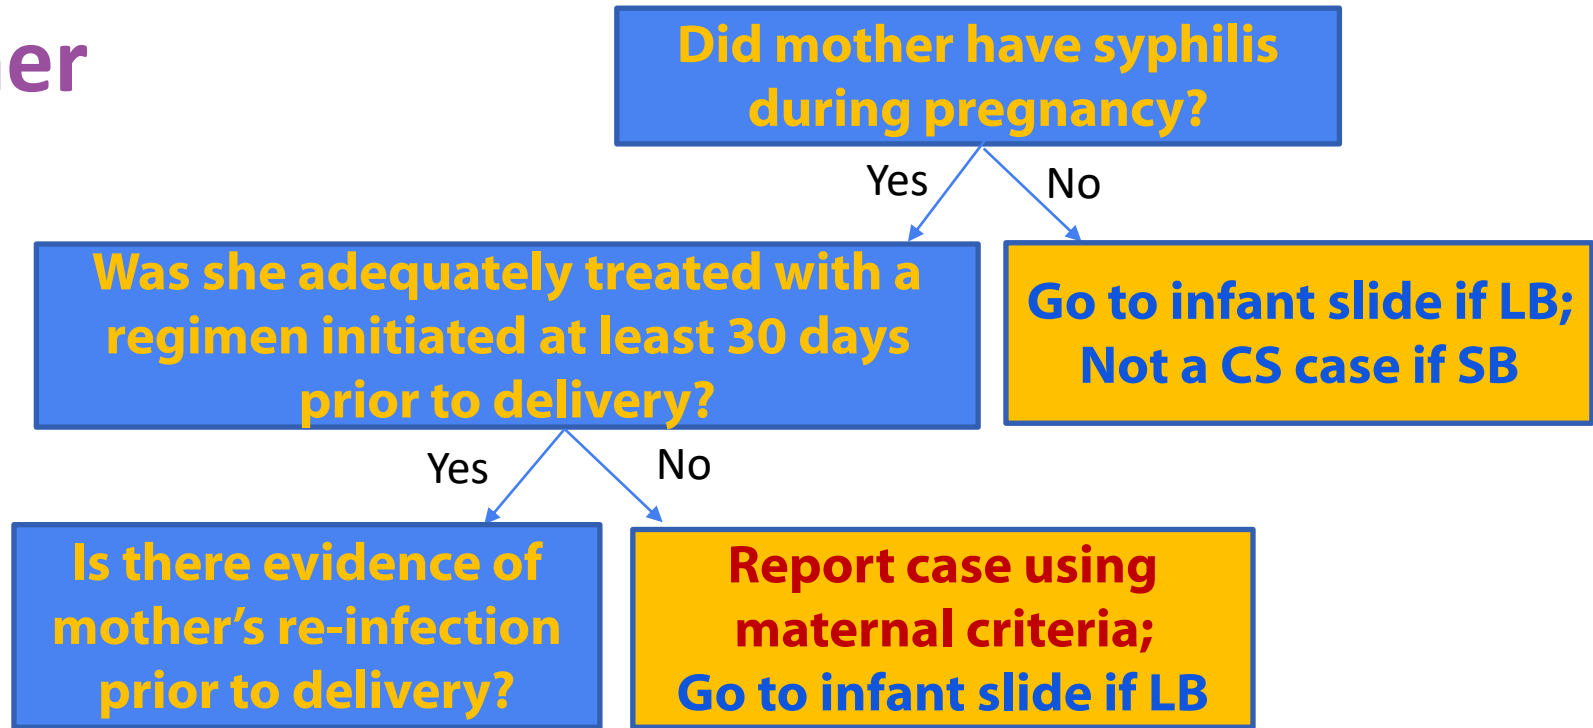 her
Did mother have syphilis
during pregnancy?
Yes
No
Was she adequately treated with a
regimen initiated at least 30 days
prior to delivery?
Go to infant slide if LB;
Not a CS case if SB
Yes
No
Is there evidence of
mother’s re-infection
prior to delivery?
Report case using
maternal criteria;
Go to infant slide if LB